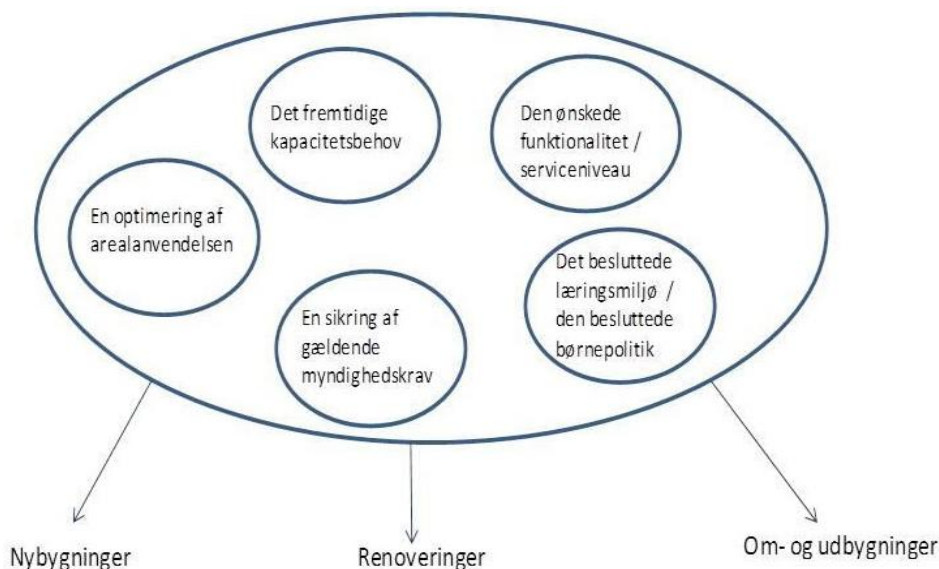 Det fremtidige
kapacitetsbehov
Den ønskede
funktionalitet /
serviceniveau
En optimering af
arealanvendelsen
Det besluttede
læringsmiljø /
den besluttede
børnepolitik
En sikring af
gældende
myndighedskrav
Nybygninger
Renoveringer
Om- og udbygninger